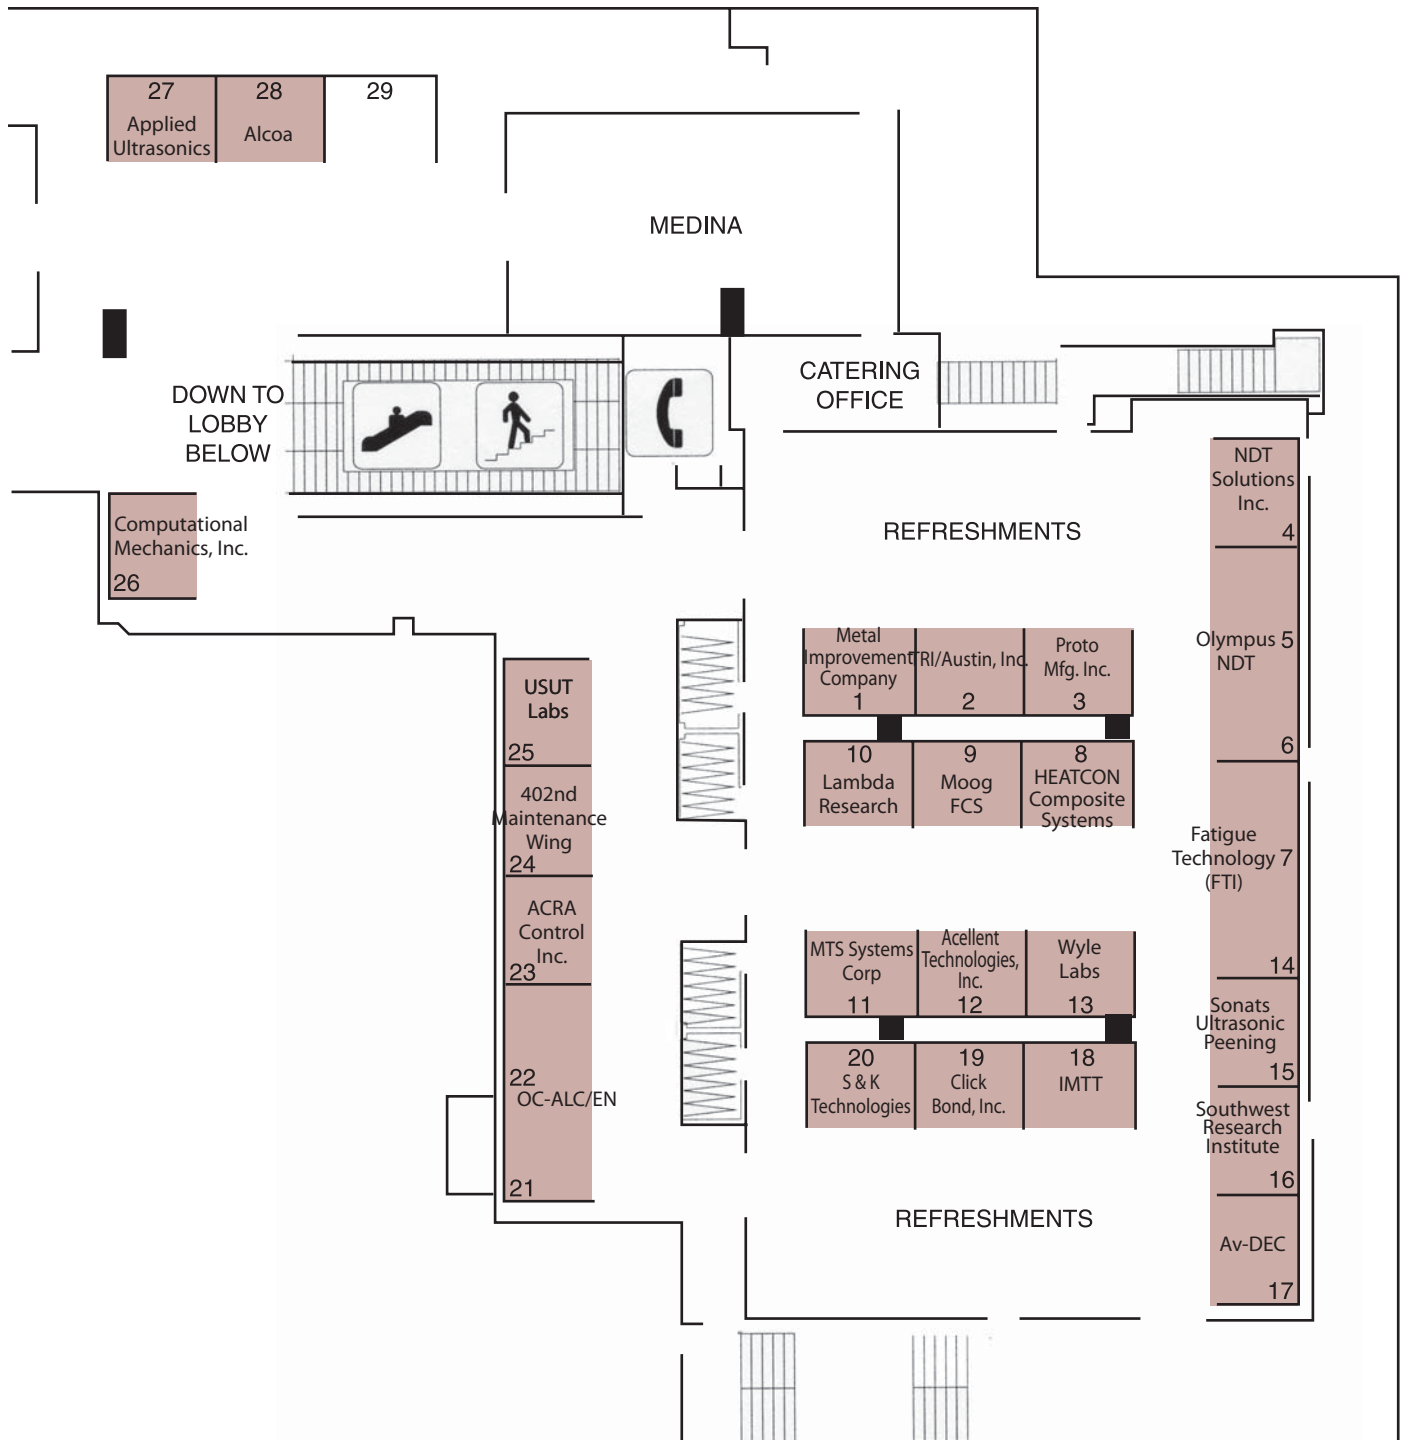 27
Applied
Ultrasonics
28
Alcoa
29
MEDINA
DOWN TO
LOBBY
BELOW
CATERING
OFFICE
Computational
Mechanics, Inc.
26
REFRESHMENTS
NDT
Solutions
Inc.
4
Olympus 5
NDT
6
Fatigue
Technology 7
(FTI)
14
Sonats
Ultrasonic
Peening
15
Southwest
Research
Institute
16
Av-DEC
17
Metal
Improvement
Company
1
TRI/Austin, Inc.
2
Proto
Mfg. Inc.
3
10
Lambda
Research
9
Moog
FCS
8
HEATCON
Composite
Systems
USUT
Labs
25
402nd
Maintenance
Wing
24
ACRA
Control
Inc.
23
22
OC-ALC/EN
21
MTS Systems
Corp
11
Acellent
Technologies,
Inc.
12
Wyle
Labs
13
20
S & K
Technologies
19
Click
Bond, Inc.
18
IMTT
REFRESHMENTS